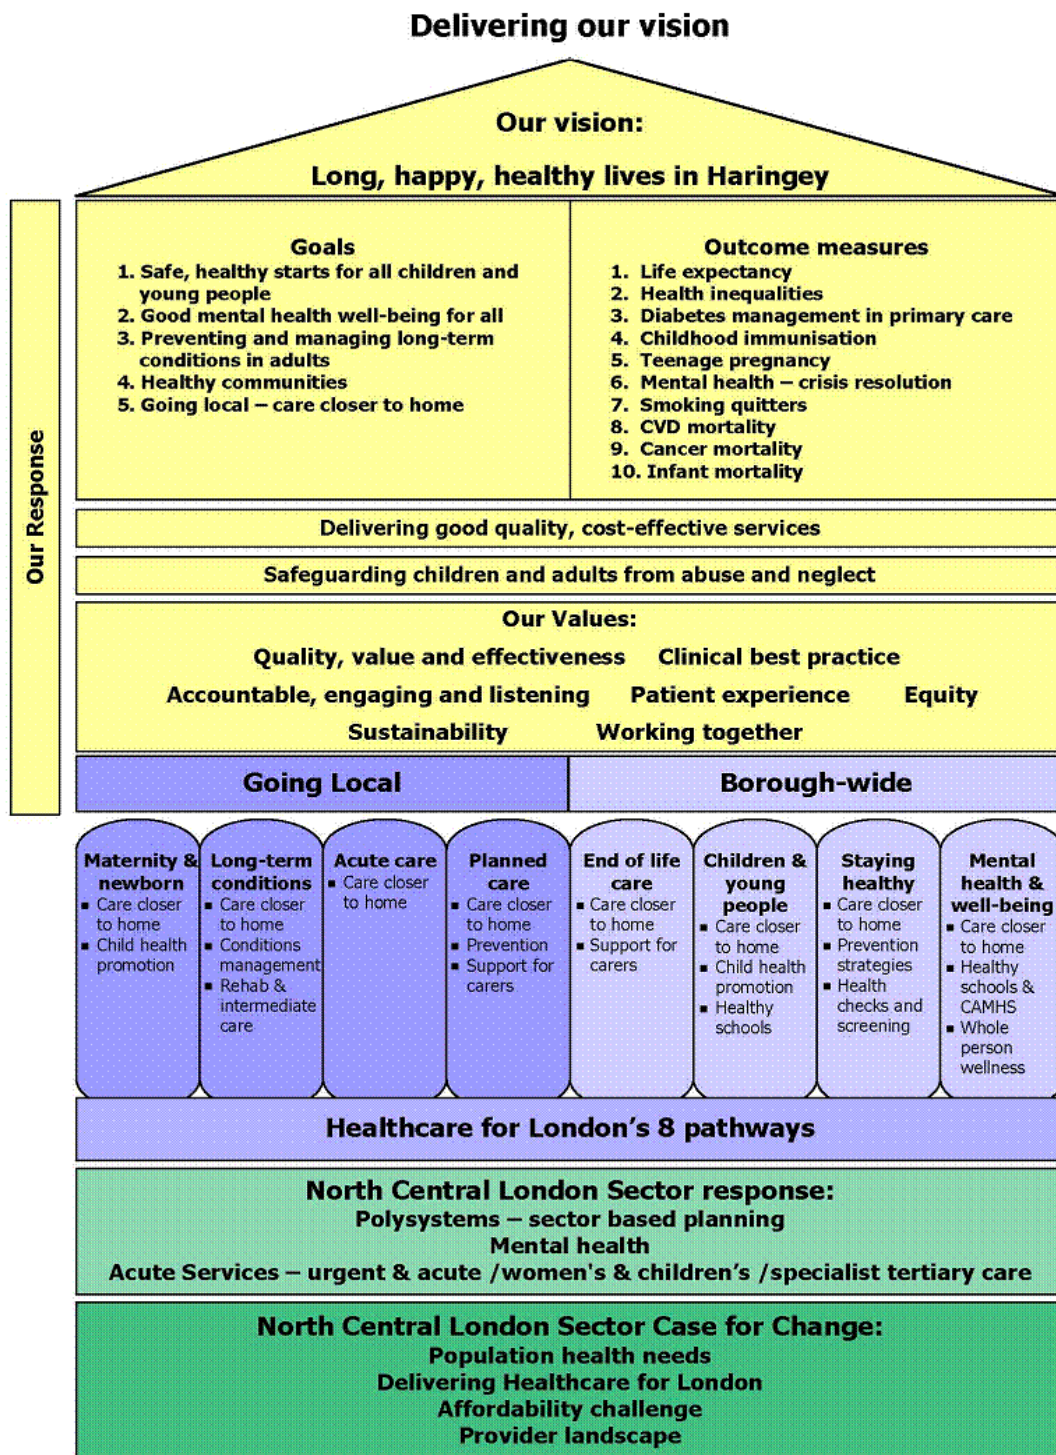 Delivering our vision
Our vision:
Long, happy, healthy lives in Haringey
Our Response
Goals
1. Safe, healthy starts for all children and
young people
2. Good mental health well-being for all
3. Preventing and managing long-term
conditions in adults
4. Healthy communities
5. Going local – care closer to home
Outcome measures
1. Life expectancy
2. Health inequalities
3. Diabetes management in primary care
4. Childhood immunisation
5. Teenage pregnancy
6. Mental health – crisis resolution
7. Smoking quitters
8. CVD mortality
9. Cancer mortality
10. Infant mortality
Delivering good quality, cost-effective services
Safeguarding children and adults from abuse and neglect
Our Values:
Quality, value and effectiveness Clinical best practice
Accountable, engaging and listening Patient experience Equity
Sustainability Working together
Going Local
Borough-wide
Maternity &
newborn
▪ Care closer
to home
▪ Child health
promotion
Long-term
conditions
▪ Care closer
to home
▪ Conditions
management
▪ Rehab &
intermediate
care
Acute care
▪ Care closer
to home
Planned
care
▪ Care closer
to home
▪ Prevention
▪ Support for
carers
End of life
care
▪ Care closer
to home
▪ Support for
carers
Children &
young
people
▪ Care closer
to home
▪ Child health
promotion
▪ Healthy
schools
Staying
healthy
▪ Care closer
to home
▪ Prevention
strategies
▪ Health
checks and
screening
Mental
health &
well-being
▪ Care closer
to home
▪ Healthy
schools &
CAMHS
▪ Whole
person
wellness
Healthcare for London's 8 pathways
North Central London Sector response:
Polysystems – sector based planning
Mental health
Acute Services – urgent & acute /women's & children's /specialist tertiary care
North Central London Sector Case for Change:
Population health needs
Delivering Healthcare for London
Affordability challenge
Provider landscape